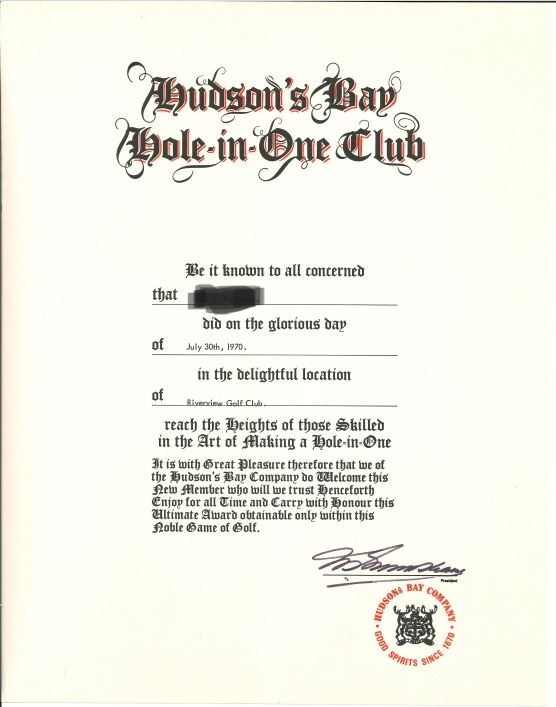 Hudson's Bay
Hole-in-One Club
Be it known to all concerned
that
did on the glorious day
of July 30th, 1970.
in the delightful location
of Riverview Golf Club.
reach the Heights of those Skilled
in the Art of Making a Hole-in-One
It is with Great Pleasure therefore that we of
the Hudson's Bay Company do Welcome this
New Member who will we trust Henceforth
Enjoy for all Time and Carry with Honour this
Ultimate Award obtainable only within this
Noble Game of Golf.
President
HUDSON'S BAY COMPANY
GOOD SPIRITS SINCE 1670